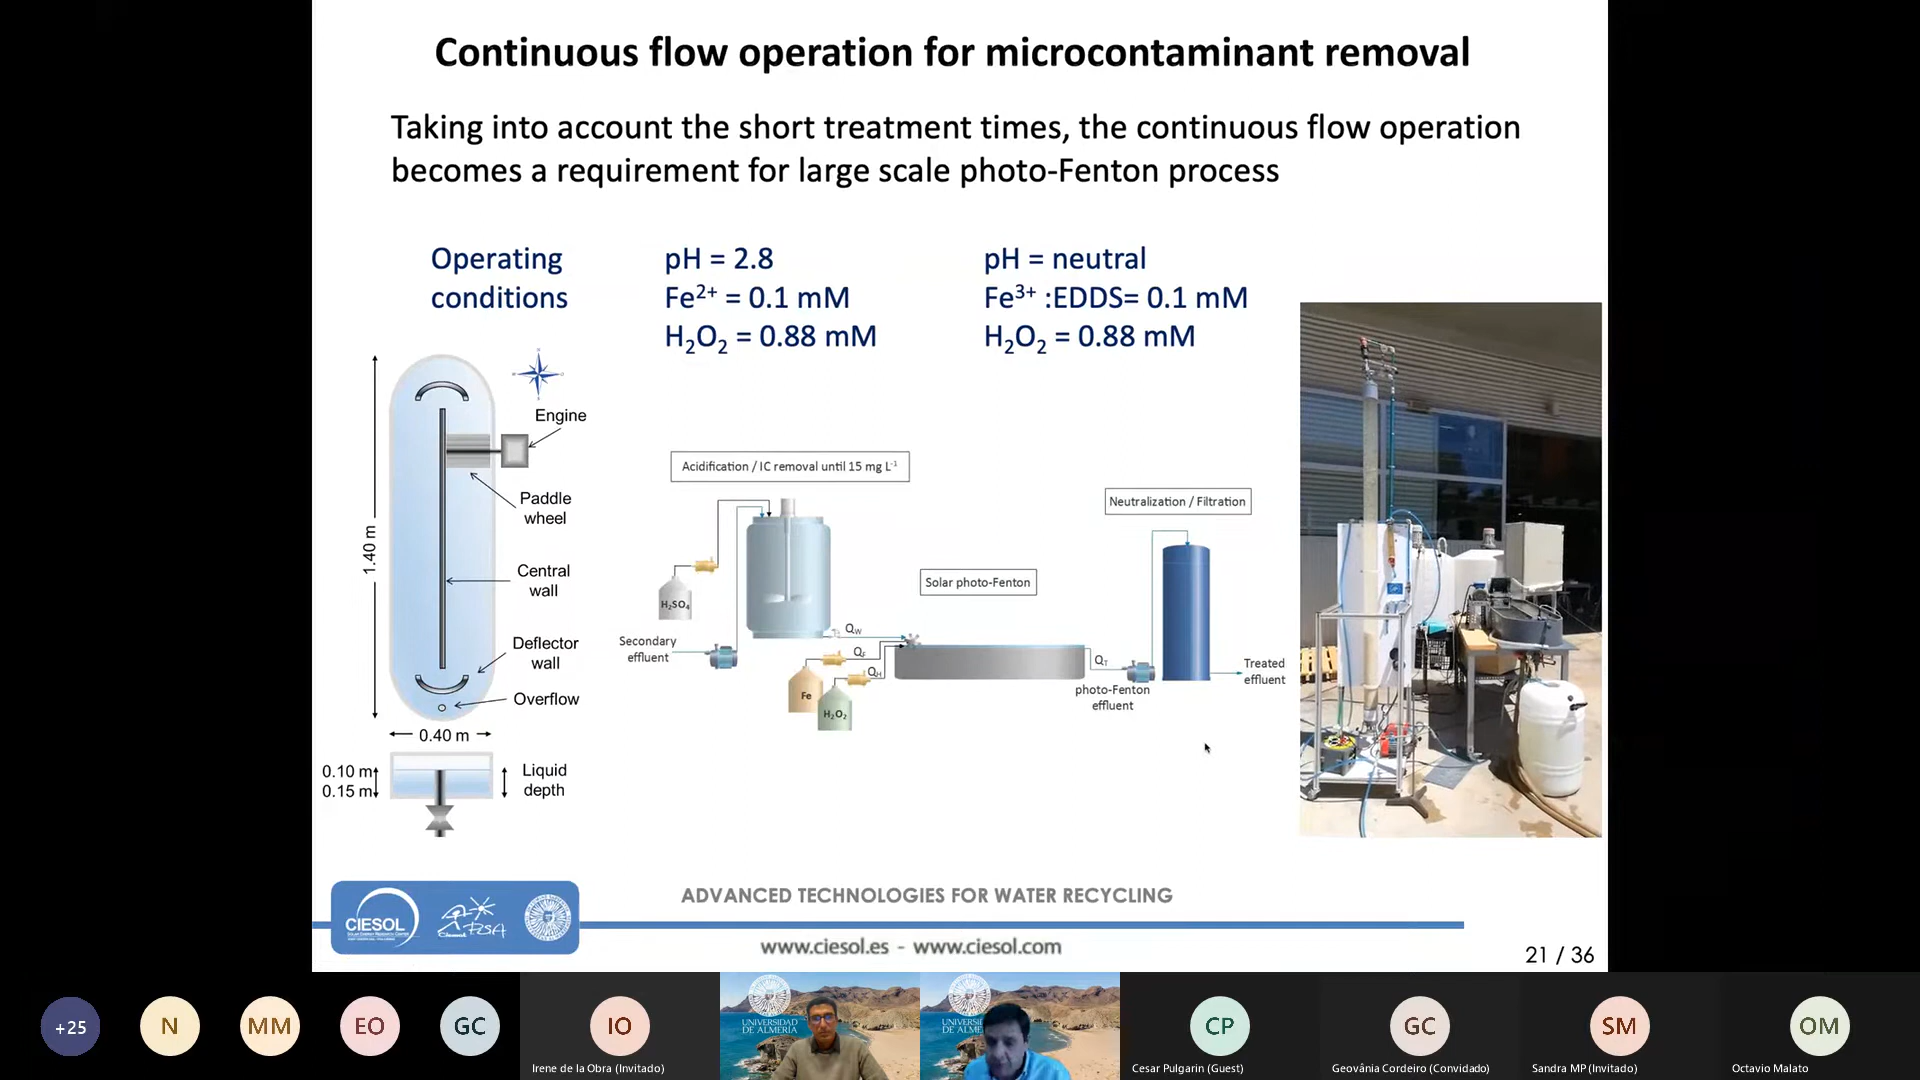 Continuous flow operation for microcontaminant removal
Taking into account the short treatment times, the continuous flow operation
becomes a requirement for large scale photo-Fenton process
Operating
conditions
pH = 2.8
Fe²⁺ = 0.1 mM
H₂O₂ = 0.88 mM
pH = neutral
Fe³⁺ :EDDS= 0.1 mM
H₂O₂ = 0.88 mM
Engine
Paddle
wheel
Central
wall
Deflector
wall
Overflow
1.40 m
0.40 m
0.10 m
0.15 m
Liquid
depth
Acidification / IC removal until 15 mg L⁻¹
H₂SO₄
Secondary
effluent
Q_W
Q_F
Q_H
Fe
H₂O₂
Solar photo-Fenton
Q_T
photo-Fenton
effluent
Neutralization / Filtration
Treated
effluent
CIESOL
PSA
ADVANCED TECHNOLOGIES FOR WATER RECYCLING
www.ciesol.es - www.ciesol.com
21 / 36
+25
N
MM
EO
GC
IO
Irene de la Obra (Invitado)
UNIVERSIDAD
DE ALMERÍA
CP
Cesar Pulgarin (Guest)
GC
Geovânia Cordeiro (Convidado)
SM
Sandra MP (Invitado)
OM
Octavio Malato